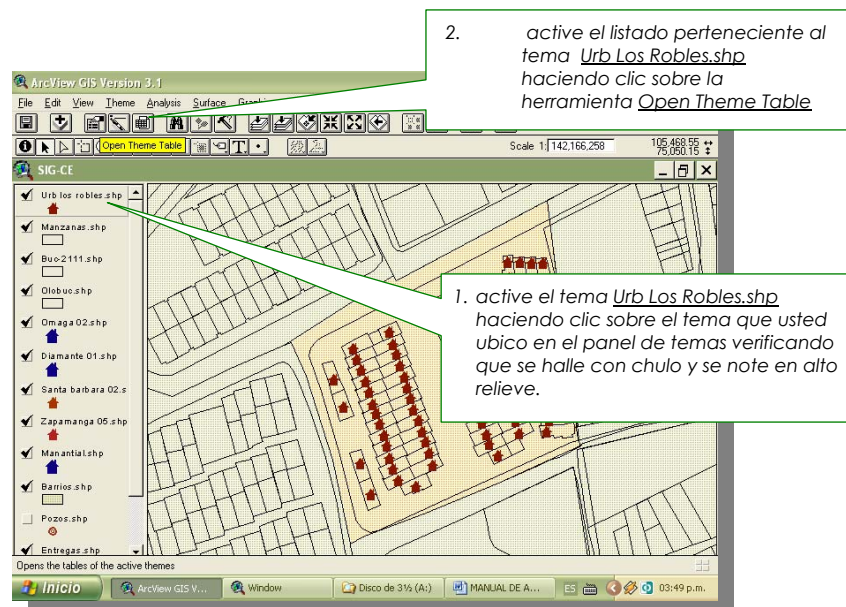 2. active el listado perteneciente al
tema Urb Los Robles.shp
haciendo clic sobre la
herramienta Open Theme Table
ArcView GIS Version 3.1
File Edit View Theme Analysis Surface
Open Theme Table
Scale 1: 142,166,258
105,468.55
75,050.15
SIG-CE
Urb los robles.shp
Manzanas.shp
Buc-2111.shp
Olobuc.shp
Omaga 02.shp
Diamante 01.shp
Santa barbara 02.s
Zapamanga 05.shp
Manantial.shp
Barrios.shp
Pozos.shp
Entregas.shp
1. active el tema Urb Los Robles.shp
haciendo clic sobre el tema que usted
ubico en el panel de temas verificando
que se halle con chulo y se note en alto
relieve.
Opens the tables of the active themes
Inicio
ArcView GIS V...
Window
Disco de 3½ (A:)
MANUAL DE A...
ES
03:49 p.m.